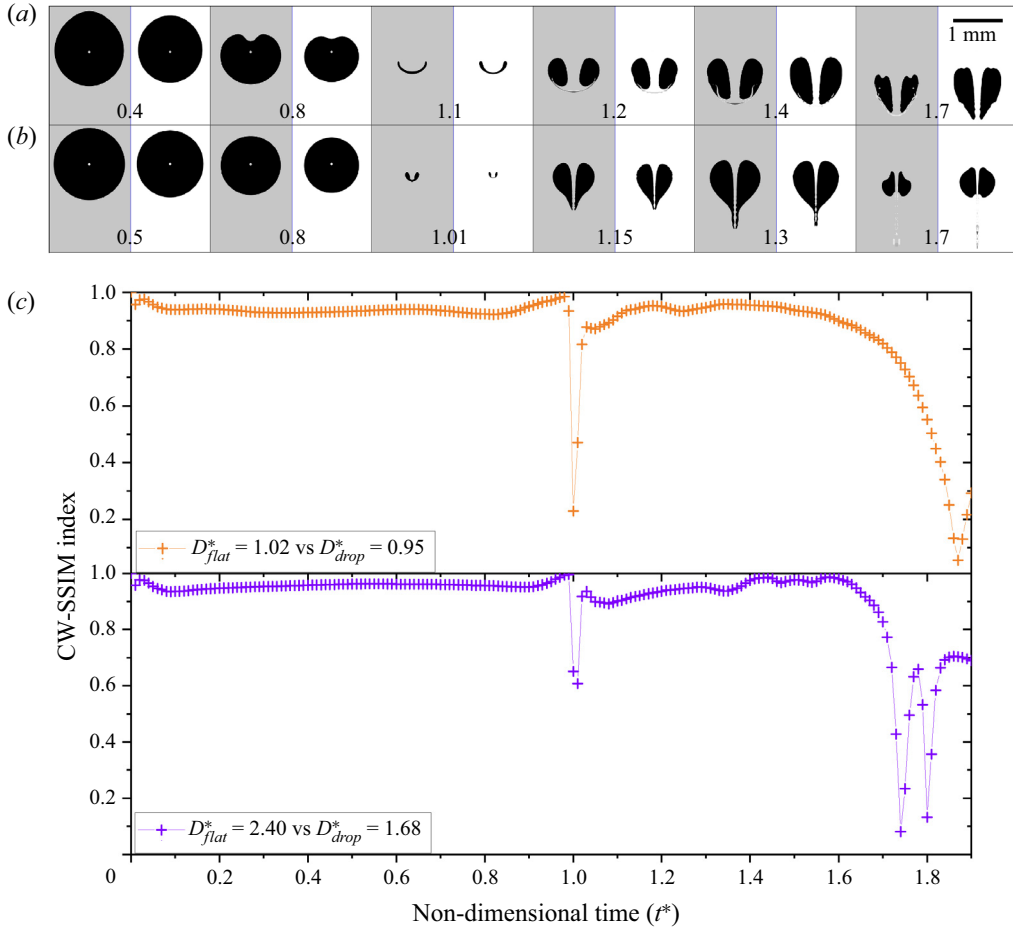 (a)
1 mm
0.4 0.8 1.1 1.2 1.4 1.7
(b)
0.5 0.8 1.01 1.15 1.3 1.7
(c)
1.0
0.8
0.6
0.4
0.2
D*flat = 1.02 vs D*drop = 0.95
1.0
0.8
0.6
0.4
0.2
D*flat = 2.40 vs D*drop = 1.68
CW-SSIM index
0 0.2 0.4 0.6 0.8 1.0 1.2 1.4 1.6 1.8
Non-dimensional time (t*)